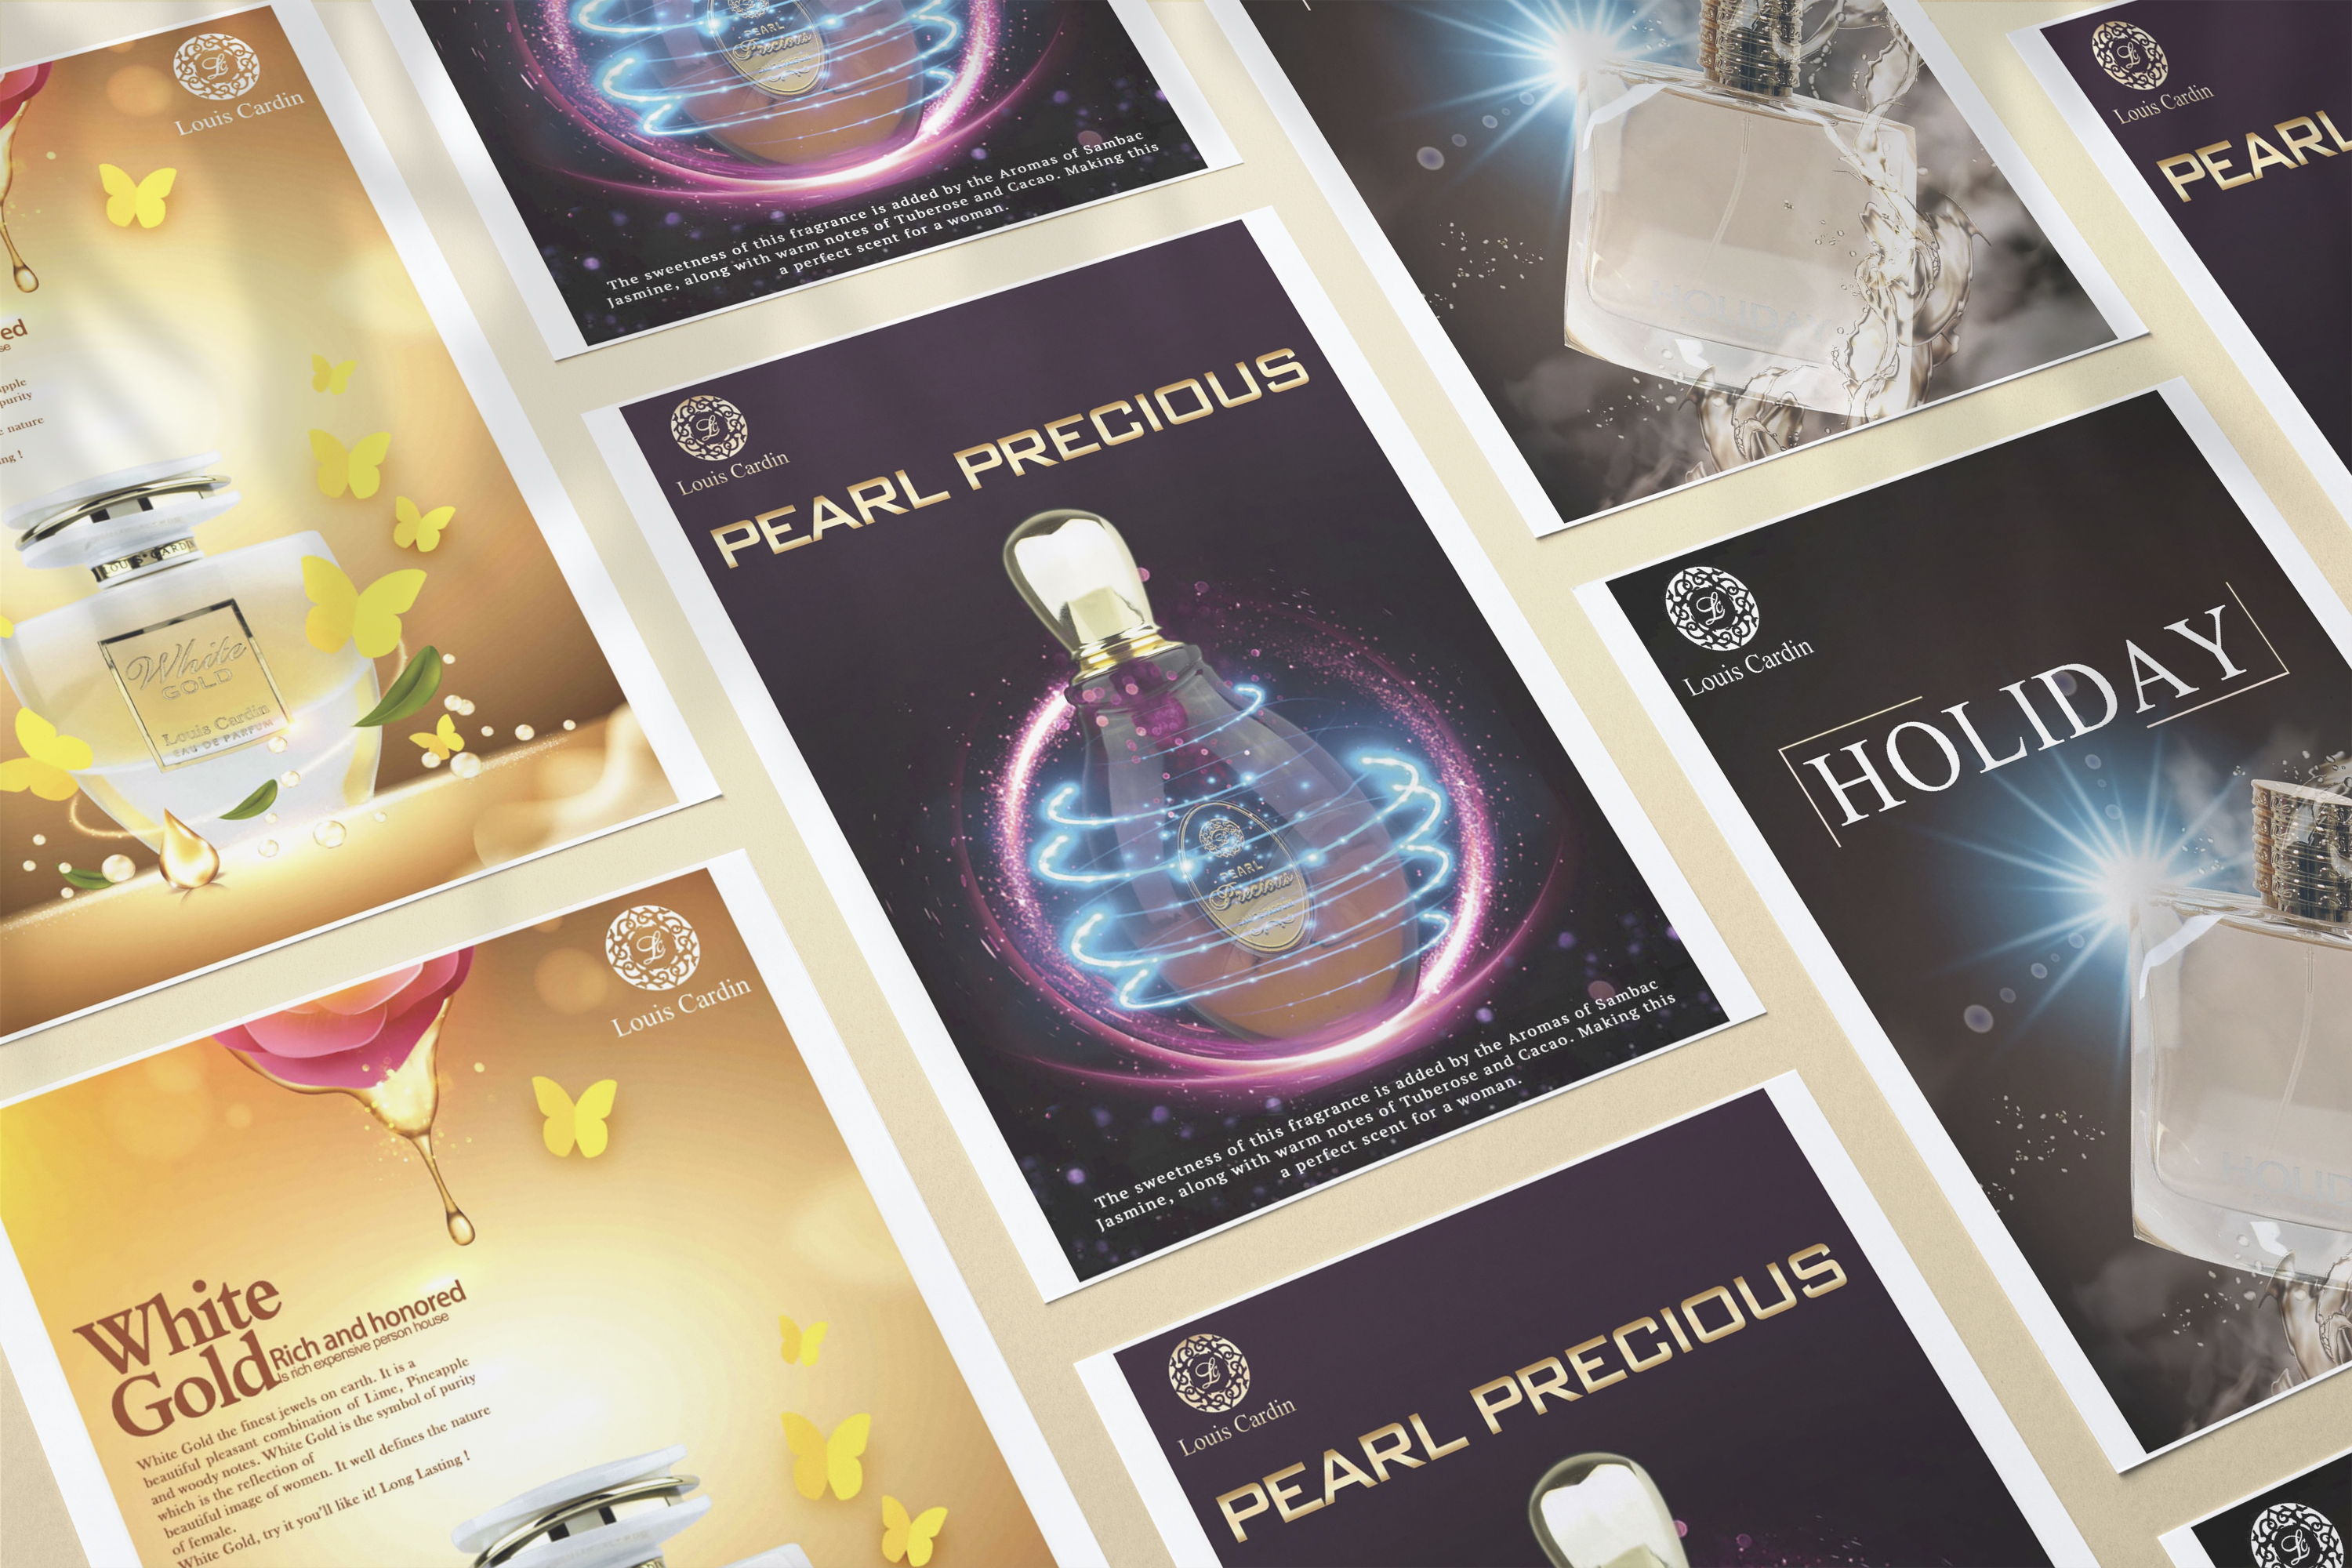 Louis Cardin
LOUIS CARDIN
White
GOLD
Louis Cardin
EAU DE PARFUM
pple
purity
nature
ng !
PEARL
Precious
The sweetness of this fragrance is added by the Aromas of Sambac
Jasmine, along with warm notes of Tuberose and Cacao. Making this
a perfect scent for a woman.
HOLIDAY
Louis Cardin
PEARL
Louis Cardin
PEARL PRECIOUS
PEARL
Precious
The sweetness of this fragrance is added by the Aromas of Sambac
Jasmine, along with warm notes of Tuberose and Cacao. Making this
a perfect scent for a woman.
Louis Cardin
HOLIDAY
Louis Cardin
White
Gold
Rich and honored
Is rich expensive person house
White Gold the finest jewels on earth. It is a
beautiful pleasant combination of Lime, Pineapple
and woody notes. White Gold is the symbol of purity
which is the reflection of
beautiful image of women. It well defines the nature
of female.
White Gold, try it you'll like it! Long Lasting !
Louis Cardin
PEARL PRECIOUS